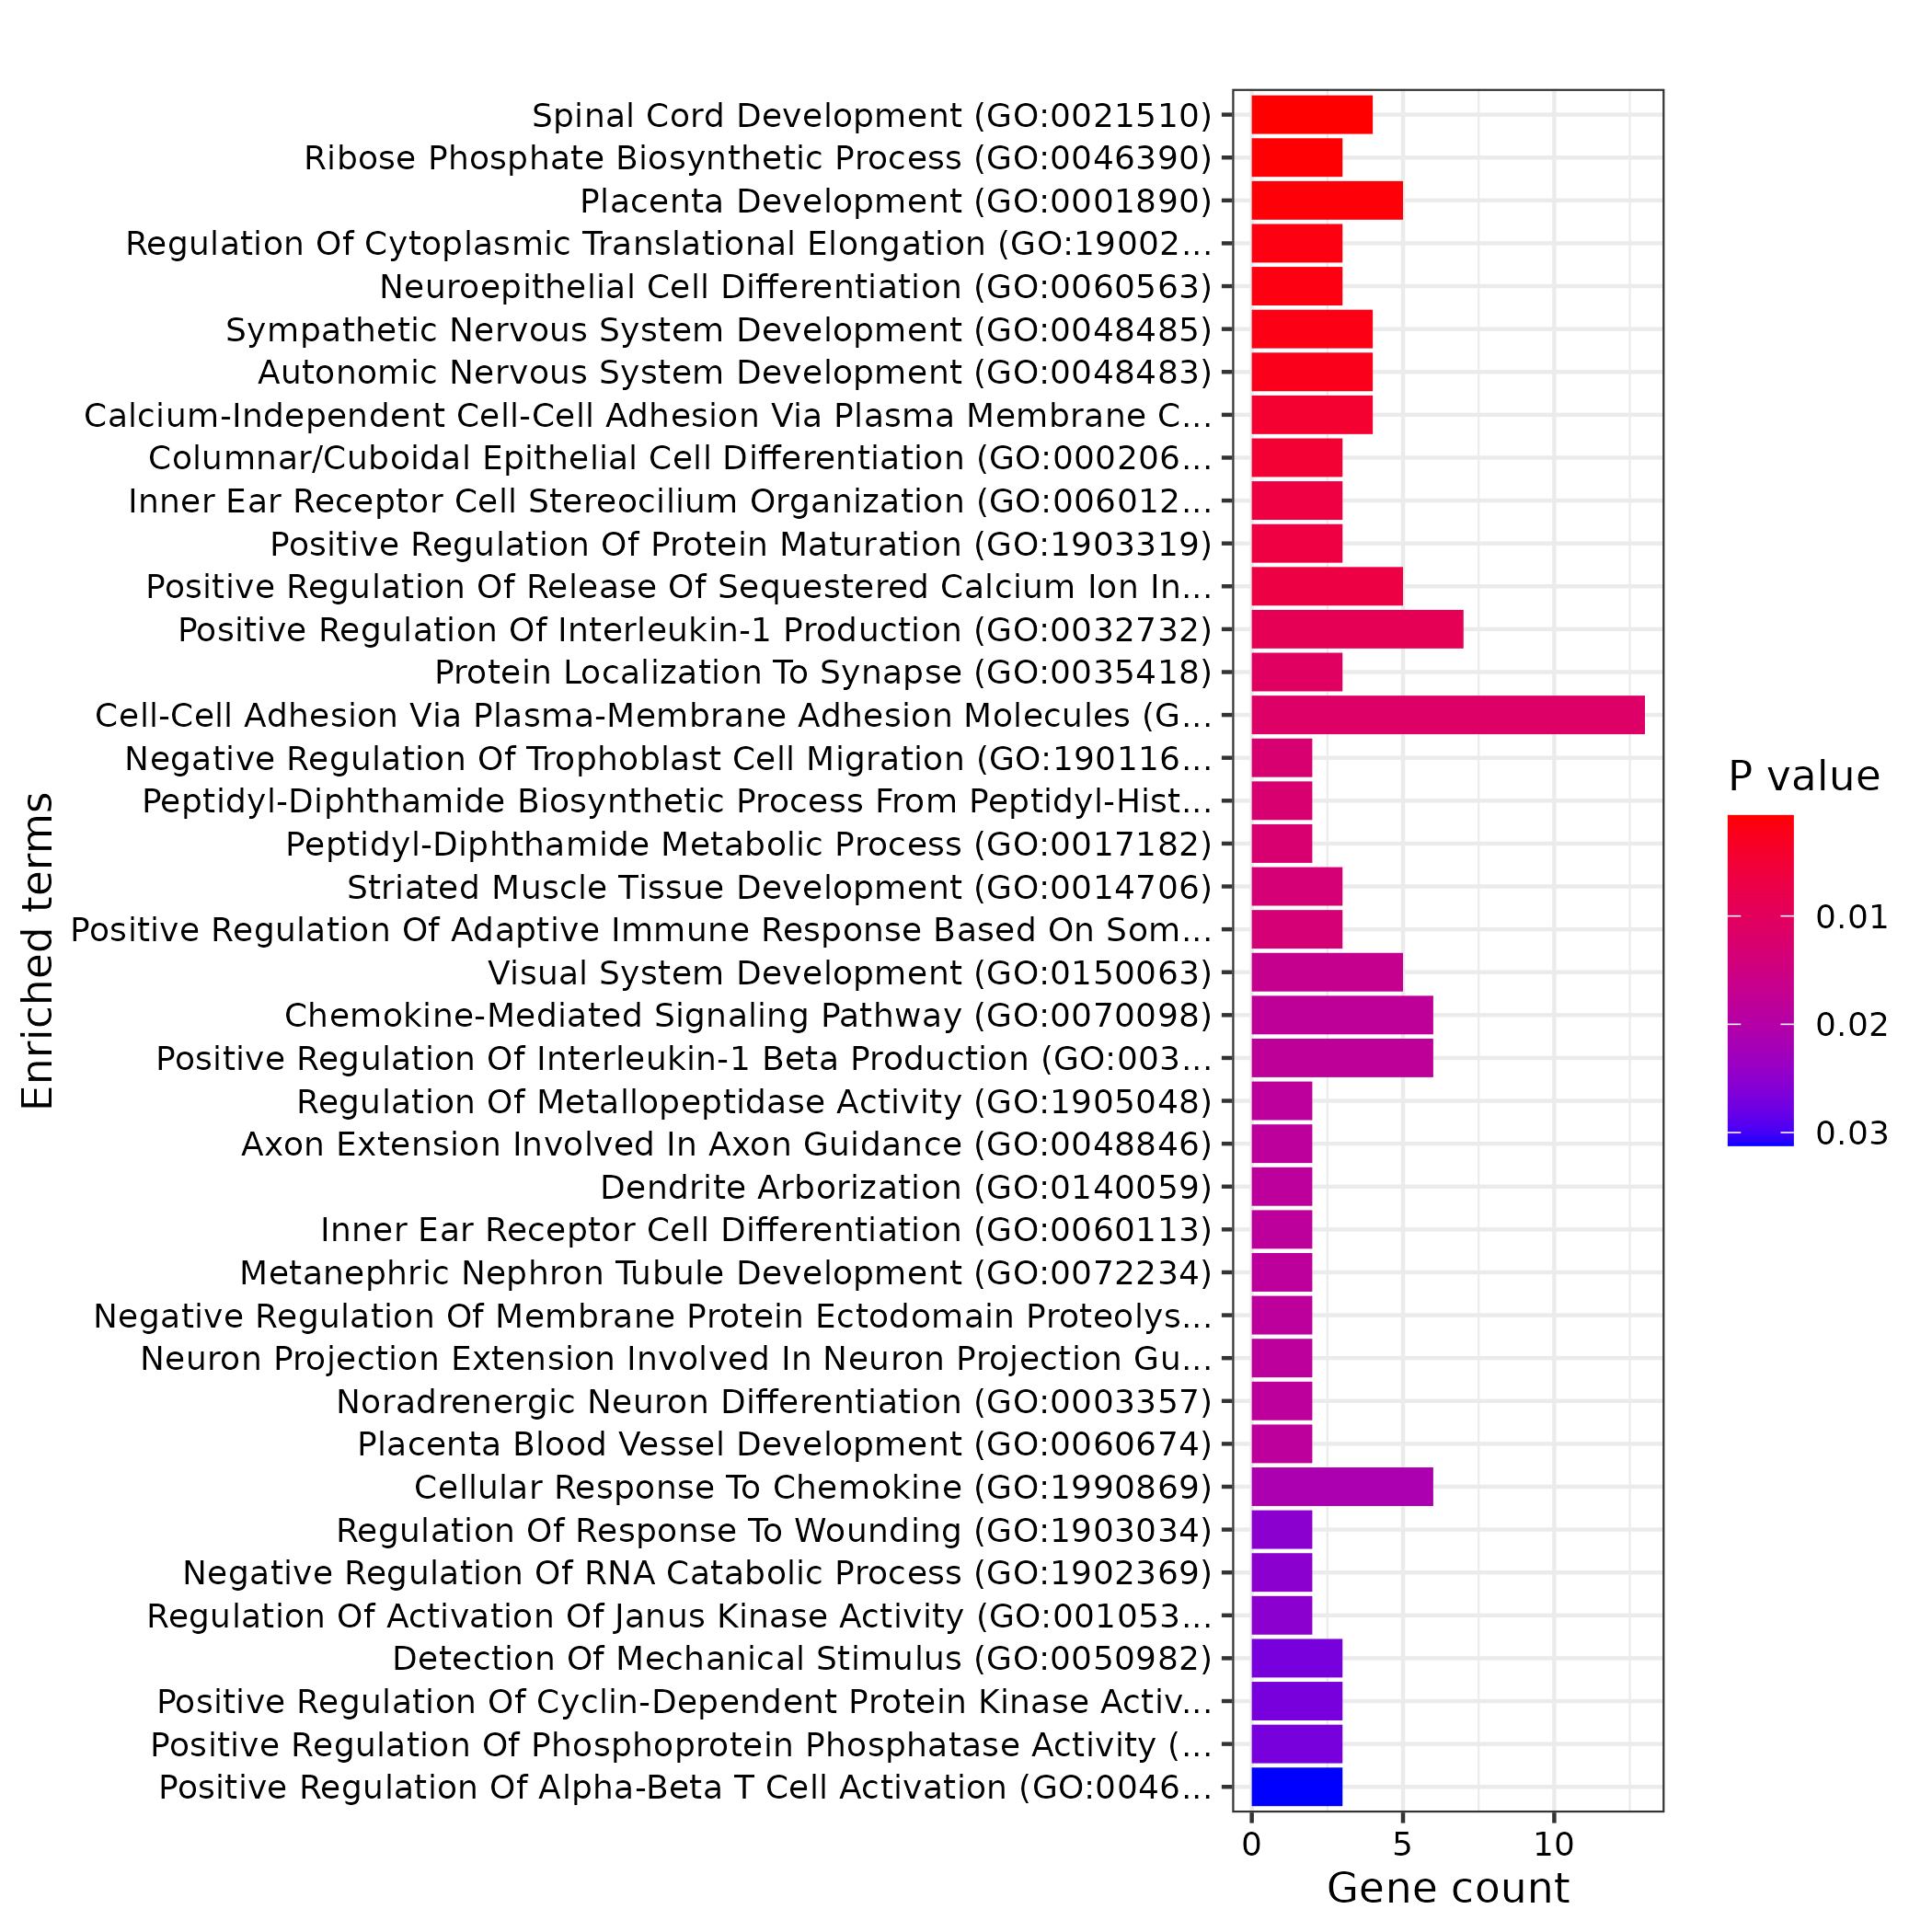 Spinal Cord Development (GO:0021510)
Ribose Phosphate Biosynthetic Process (GO:0046390)
Placenta Development (GO:0001890)
Regulation Of Cytoplasmic Translational Elongation (GO:19002...
Neuroepithelial Cell Differentiation (GO:0060563)
Sympathetic Nervous System Development (GO:0048485)
Autonomic Nervous System Development (GO:0048483)
Calcium-Independent Cell-Cell Adhesion Via Plasma Membrane C...
Columnar/Cuboidal Epithelial Cell Differentiation (GO:000206...
Inner Ear Receptor Cell Stereocilium Organization (GO:006012...
Positive Regulation Of Protein Maturation (GO:1903319)
Positive Regulation Of Release Of Sequestered Calcium Ion In...
Positive Regulation Of Interleukin-1 Production (GO:0032732)
Protein Localization To Synapse (GO:0035418)
Cell-Cell Adhesion Via Plasma-Membrane Adhesion Molecules (G...
Negative Regulation Of Trophoblast Cell Migration (GO:190116...
Peptidyl-Diphthamide Biosynthetic Process From Peptidyl-Hist...
Peptidyl-Diphthamide Metabolic Process (GO:0017182)
Striated Muscle Tissue Development (GO:0014706)
Positive Regulation Of Adaptive Immune Response Based On Som...
Visual System Development (GO:0150063)
Chemokine-Mediated Signaling Pathway (GO:0070098)
Positive Regulation Of Interleukin-1 Beta Production (GO:003...
Regulation Of Metallopeptidase Activity (GO:1905048)
Axon Extension Involved In Axon Guidance (GO:0048846)
Dendrite Arborization (GO:0140059)
Inner Ear Receptor Cell Differentiation (GO:0060113)
Metanephric Nephron Tubule Development (GO:0072234)
Negative Regulation Of Membrane Protein Ectodomain Proteolys...
Neuron Projection Extension Involved In Neuron Projection Gu...
Noradrenergic Neuron Differentiation (GO:0003357)
Placenta Blood Vessel Development (GO:0060674)
Cellular Response To Chemokine (GO:1990869)
Regulation Of Response To Wounding (GO:1903034)
Negative Regulation Of RNA Catabolic Process (GO:1902369)
Regulation Of Activation Of Janus Kinase Activity (GO:001053...
Detection Of Mechanical Stimulus (GO:0050982)
Positive Regulation Of Cyclin-Dependent Protein Kinase Activ...
Positive Regulation Of Phosphoprotein Phosphatase Activity (...
Positive Regulation Of Alpha-Beta T Cell Activation (GO:0046...
Enriched terms
0 5 10
Gene count
P value
0.01
0.02
0.03